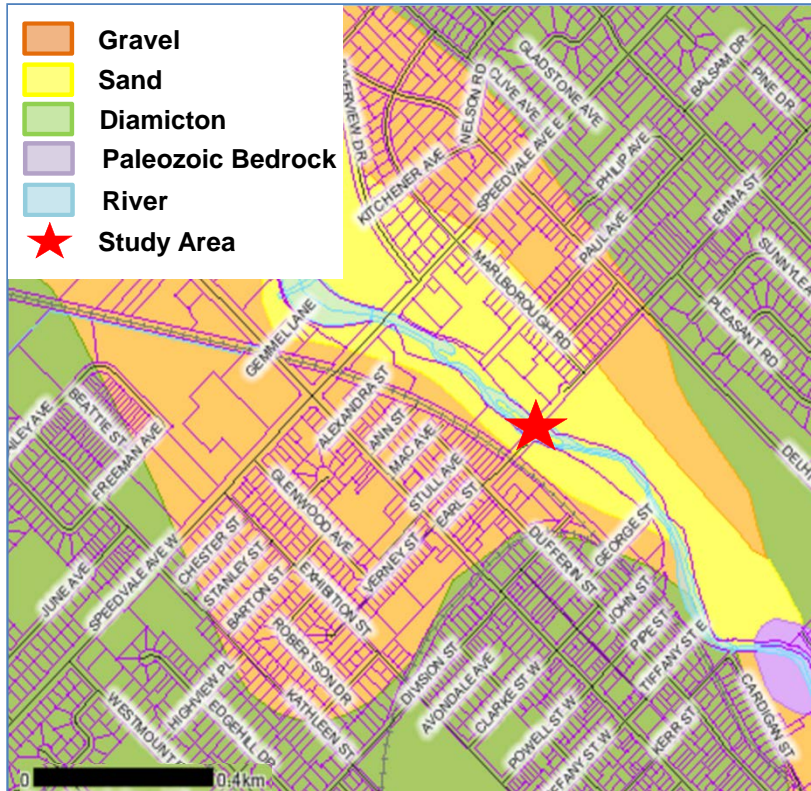 Gravel
Sand
Diamicton
Paleozoic Bedrock
River
Study Area
RIVERVIEW DR
NELSON RD
CLIVE AVE
GLADSTONE AVE
BALSAM DR
PINE DR
KITCHENER AVE
SPEEDVALE AVE E
PHILIP AVE
EMMA ST
PAUL AVE
SUNNYLE
MARLBOROUGH RD
PLEASANT RD
GEMMEL LANE
ALEXANDRA ST
ANN ST
MAC AVE
STULL AVE
EARL ST
DELH
BEATTIE ST
FREEMAN AVE
GLENWOOD AVE
VERNEY ST
GEORGE ST
DUFFERIN ST
JOHN ST
PIPE ST
TIFFANY ST
JUNE AVE
SPEEDVALE AVE W
CHESTER ST
STANLEY ST
BARTON ST
EXHIBITION ST
ROBERTSON DR
KATHLEEN ST
DIVISION ST
AVONDALE AVE
CLARKE ST W
POWEL ST W
KERR ST
CARDIGAN ST
HIGHVIEW PL
EDGEHILL DR
WESTMOUNT
0 0.4km